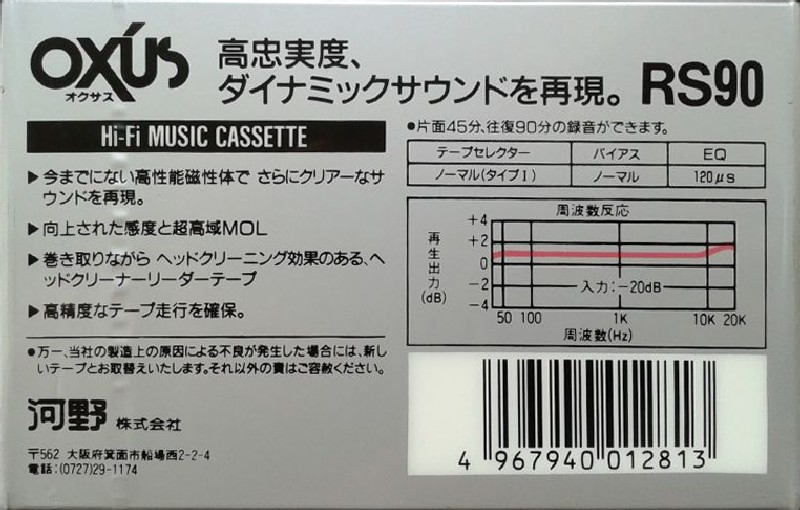 OXUS
オクサス
高忠実度、
ダイナミックサウンドを再現。
RS90
Hi-Fi MUSIC CASSETTE
▶今までにない高性能磁性体で さらにクリアーなサ
ウンドを再現。
▶向上された感度と超高域MOL
▶巻き取りながら ヘッドクリーニング効果のある、ヘ
ッドクリーナーリーダーテープ
▶高精度なテープ走行を確保。
●万一、当社の製造上の原因による不良が発生した場合には、新し
いテープとお取替えいたします。それ以外の責はご容赦ください。
河野 株式会社
〒562 大阪府箕面市船場西2-2-4
電話:(0727)29-1174
●片面45分、往復90分の録音ができます。
テープセレクター バイアス EQ
ノーマル(タイプI) ノーマル 120μs
周波数反応
再生出力
(dB)
+4
+2
0
-2
-4
入力:-20dB
50 100 1K 10K 20K
周波数(Hz)
4 967940 012813